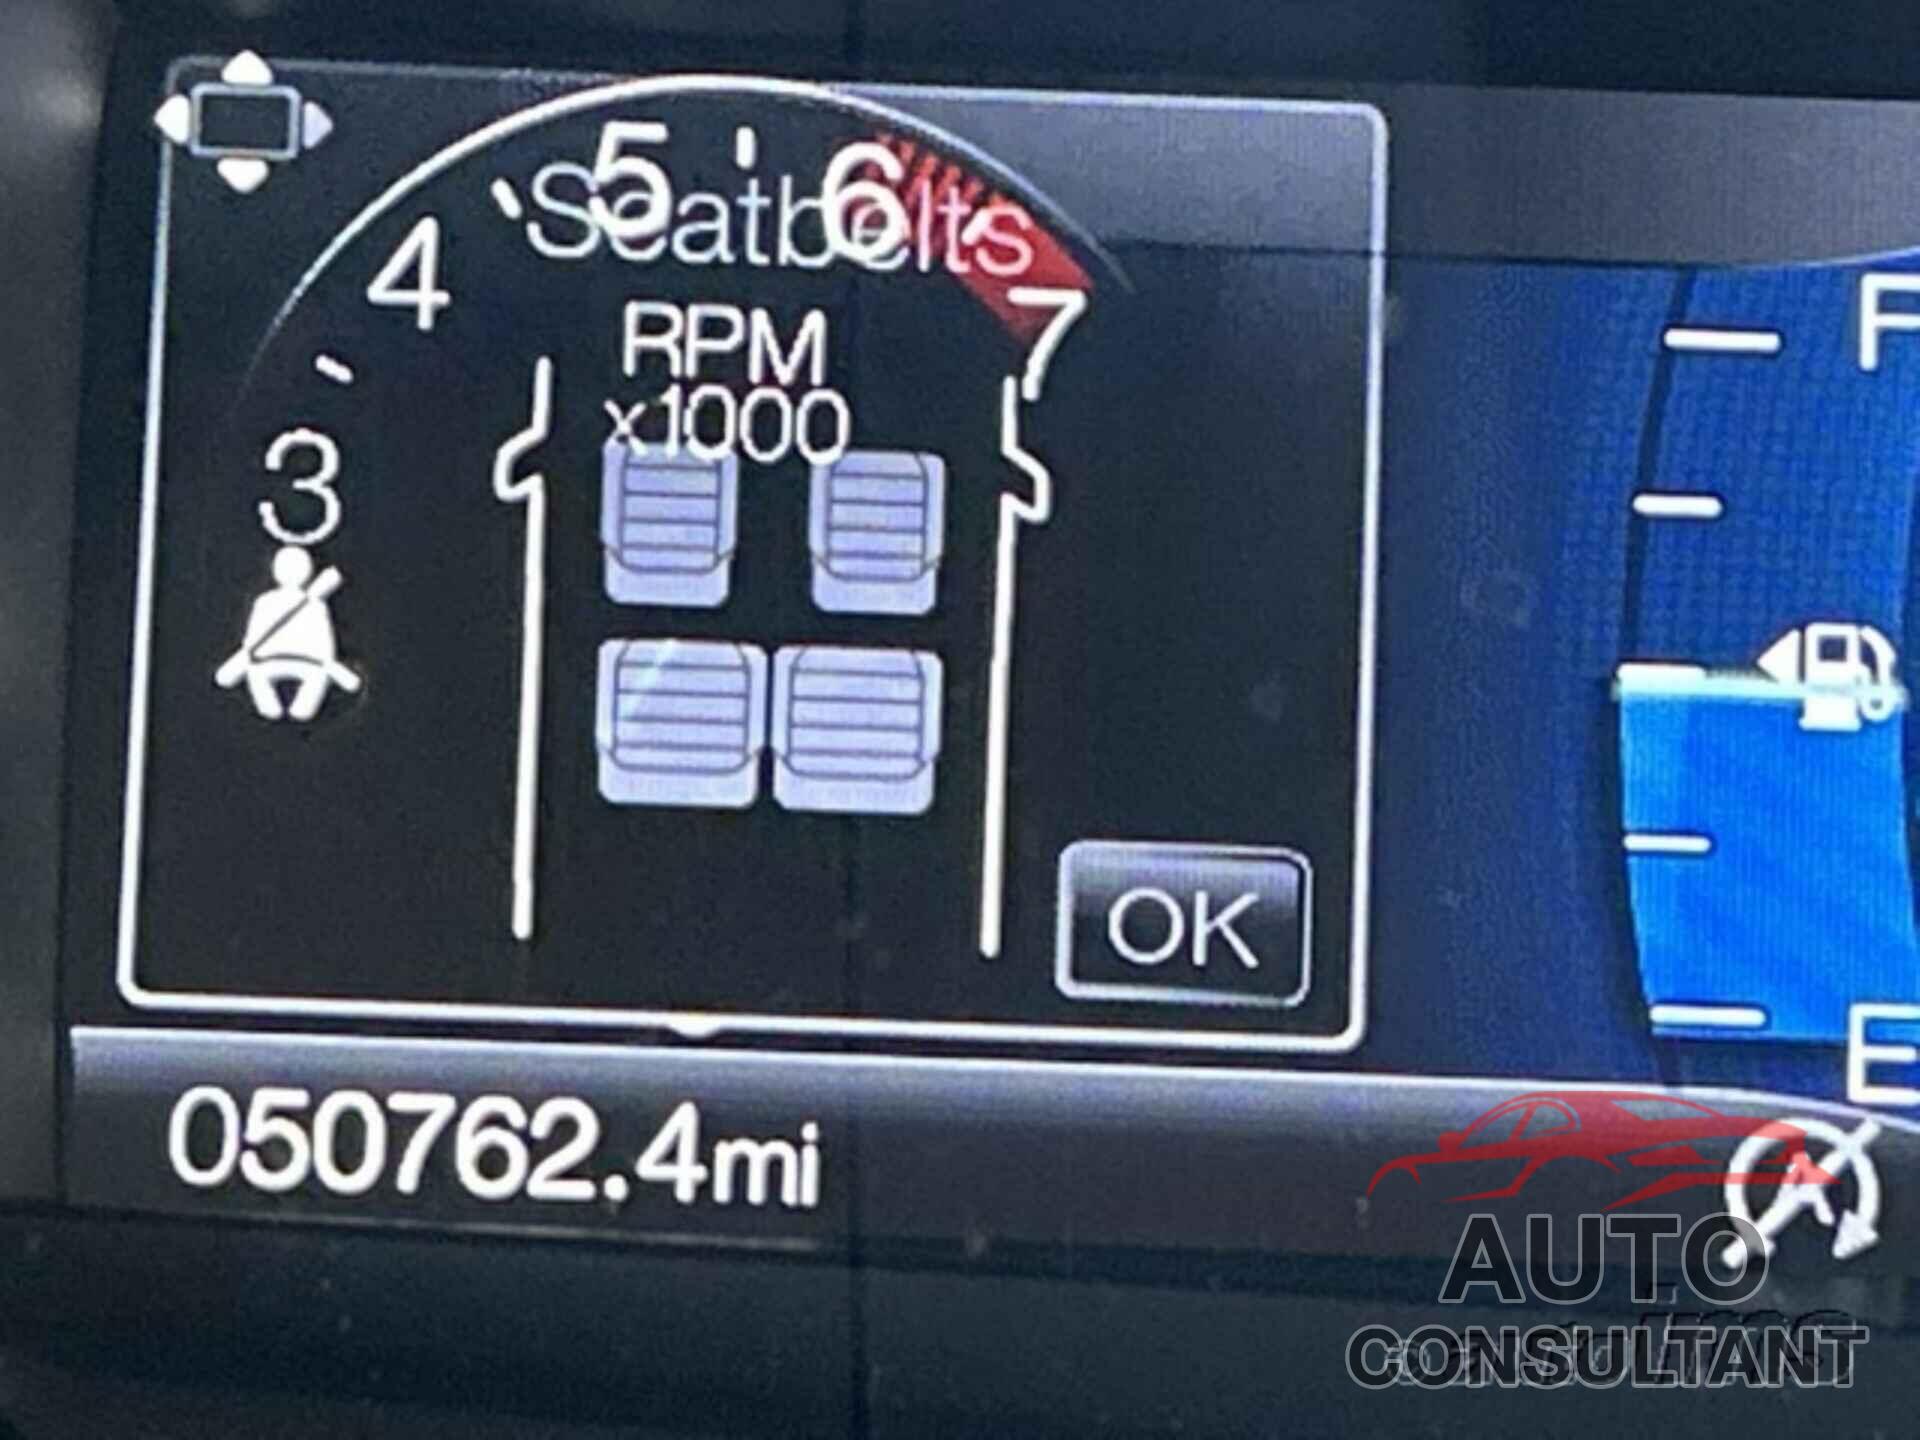 5 6
Seatbelts
4 7
RPM
x1000
3
F
OK
E
050762.4mi
A
AUTO
CONSULTANT